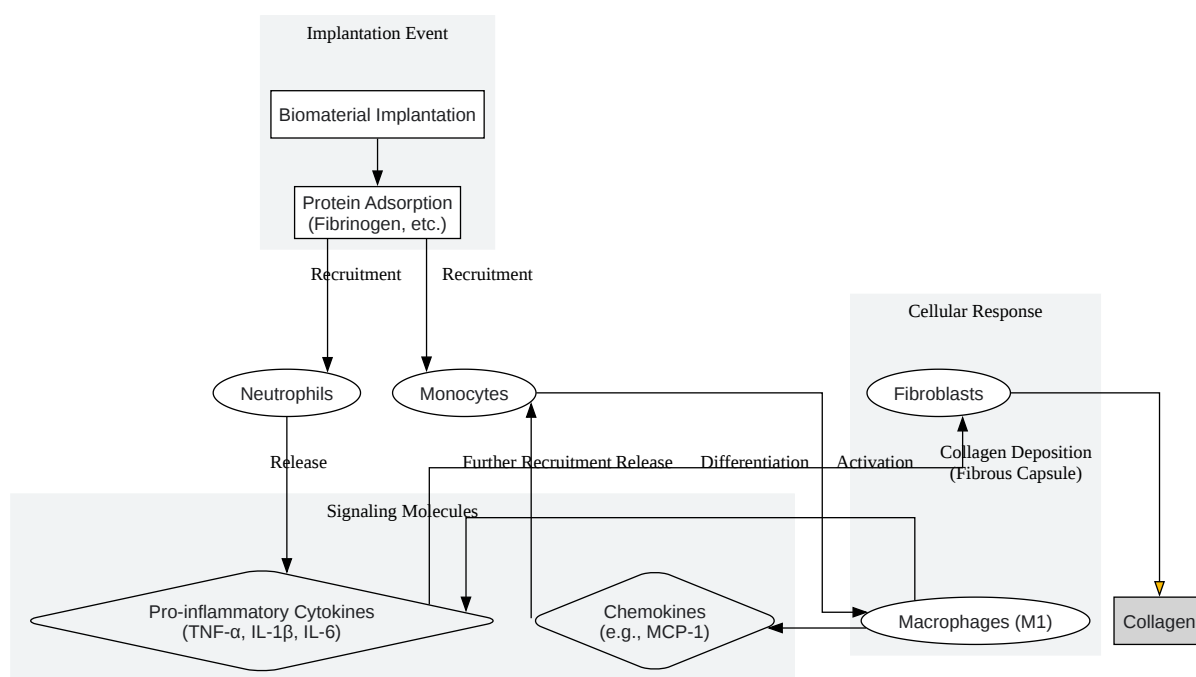 Implantation Event
Biomaterial Implantation
Protein Adsorption
(Fibrinogen, etc.)
Recruitment
Recruitment
Cellular Response
Neutrophils
Monocytes
Fibroblasts
Release
Further Recruitment
Release
Differentiation
Activation
Collagen Deposition
(Fibrous Capsule)
Signaling Molecules
Pro-inflammatory Cytokines
(TNF-α, IL-1β, IL-6)
Chemokines
(e.g., MCP-1)
Macrophages (M1)
Collagen